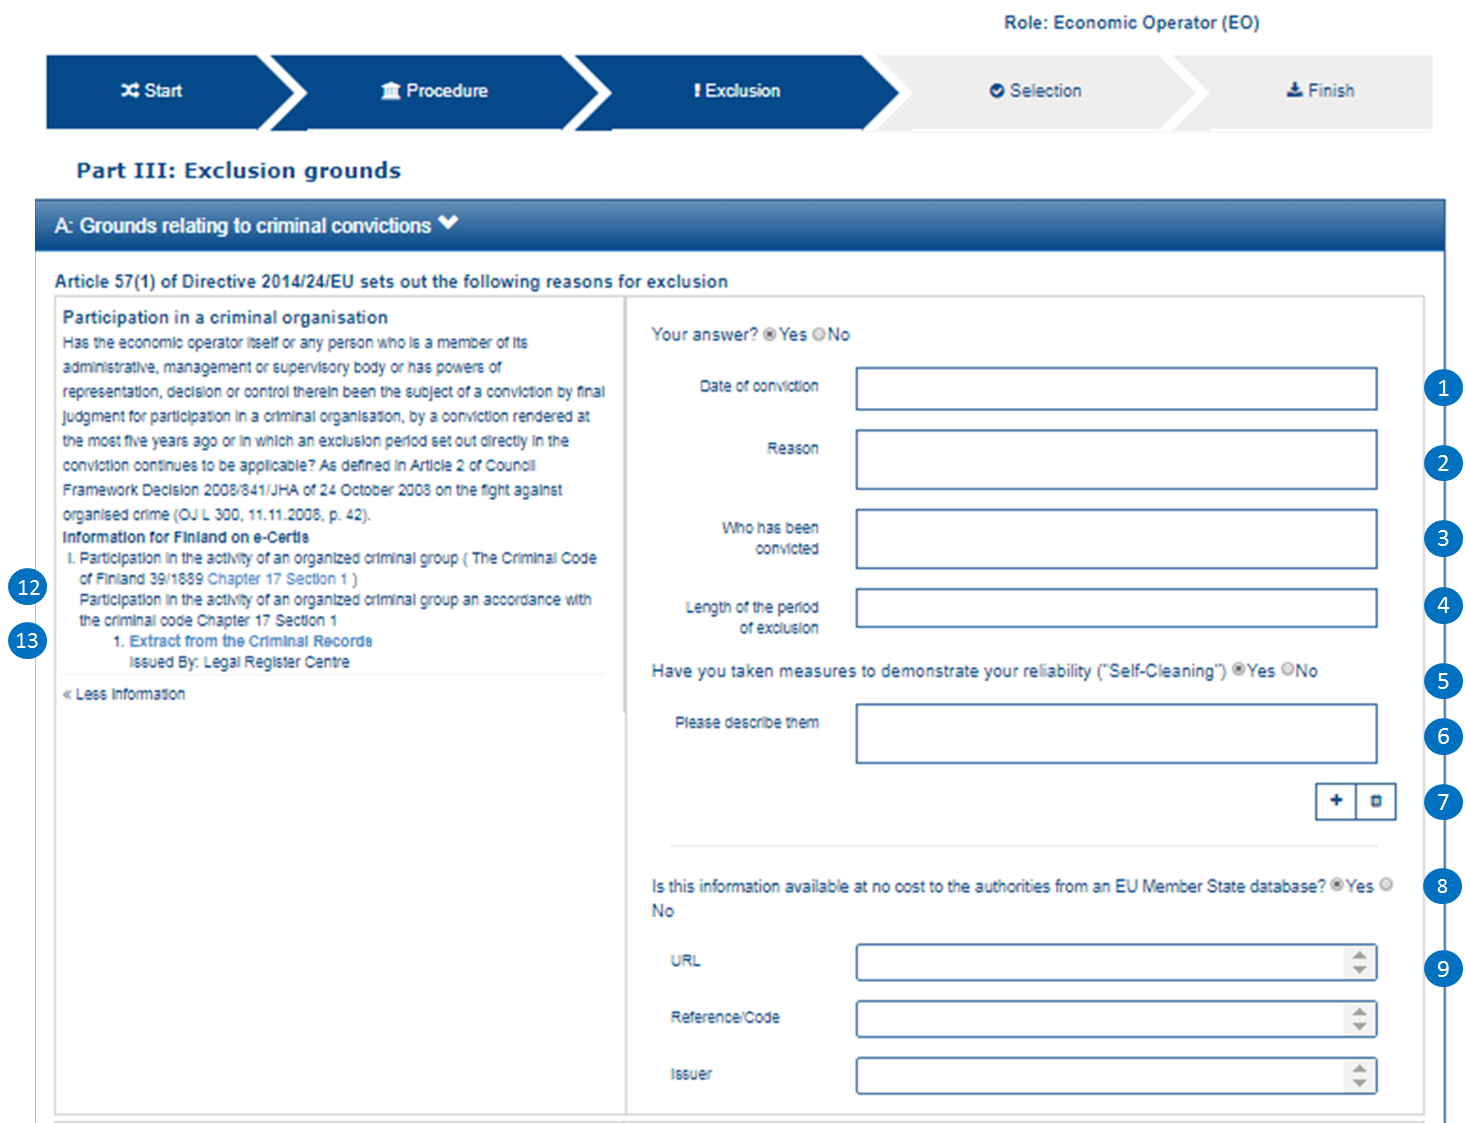 Role: Economic Operator (EO)
Start
Procedure
Exclusion
Selection
Finish
Part III: Exclusion grounds
A: Grounds relating to criminal convictions
Article 57(1) of Directive 2014/24/EU sets out the following reasons for exclusion
Participation in a criminal organisation
Has the economic operator itself or any person who is a member of its
administrative, management or supervisory body or has powers of
representation, decision or control therein been the subject of a conviction by final
judgment for participation in a criminal organisation, by a conviction rendered at
the most five years ago or in which an exclusion period set out directly in the
conviction continues to be applicable? As defined in Article 2 of Council
Framework Decision 2008/841/JHA of 24 October 2008 on the fight against
organised crime (OJ L 300, 11.11.2008, p. 42).
Information for Finland on e-Certis
I. Participation in the activity of an organized criminal group ( The Criminal Code
of Finland 39/1889 Chapter 17 Section 1 )
12
Participation in the activity of an organized criminal group an accordance with
the criminal code Chapter 17 Section 1
13
1. Extract from the Criminal Records
Issued By: Legal Register Centre
« Less Information
Your answer? Yes No
Date of conviction
1
Reason
2
Who has been
convicted
3
Length of the period
of exclusion
4
Have you taken measures to demonstrate your reliability ("Self-Cleaning") Yes No
5
Please describe them
6
7
Is this information available at no cost to the authorities from an EU Member State database? Yes
No
8
URL
9
Reference/Code
Issuer